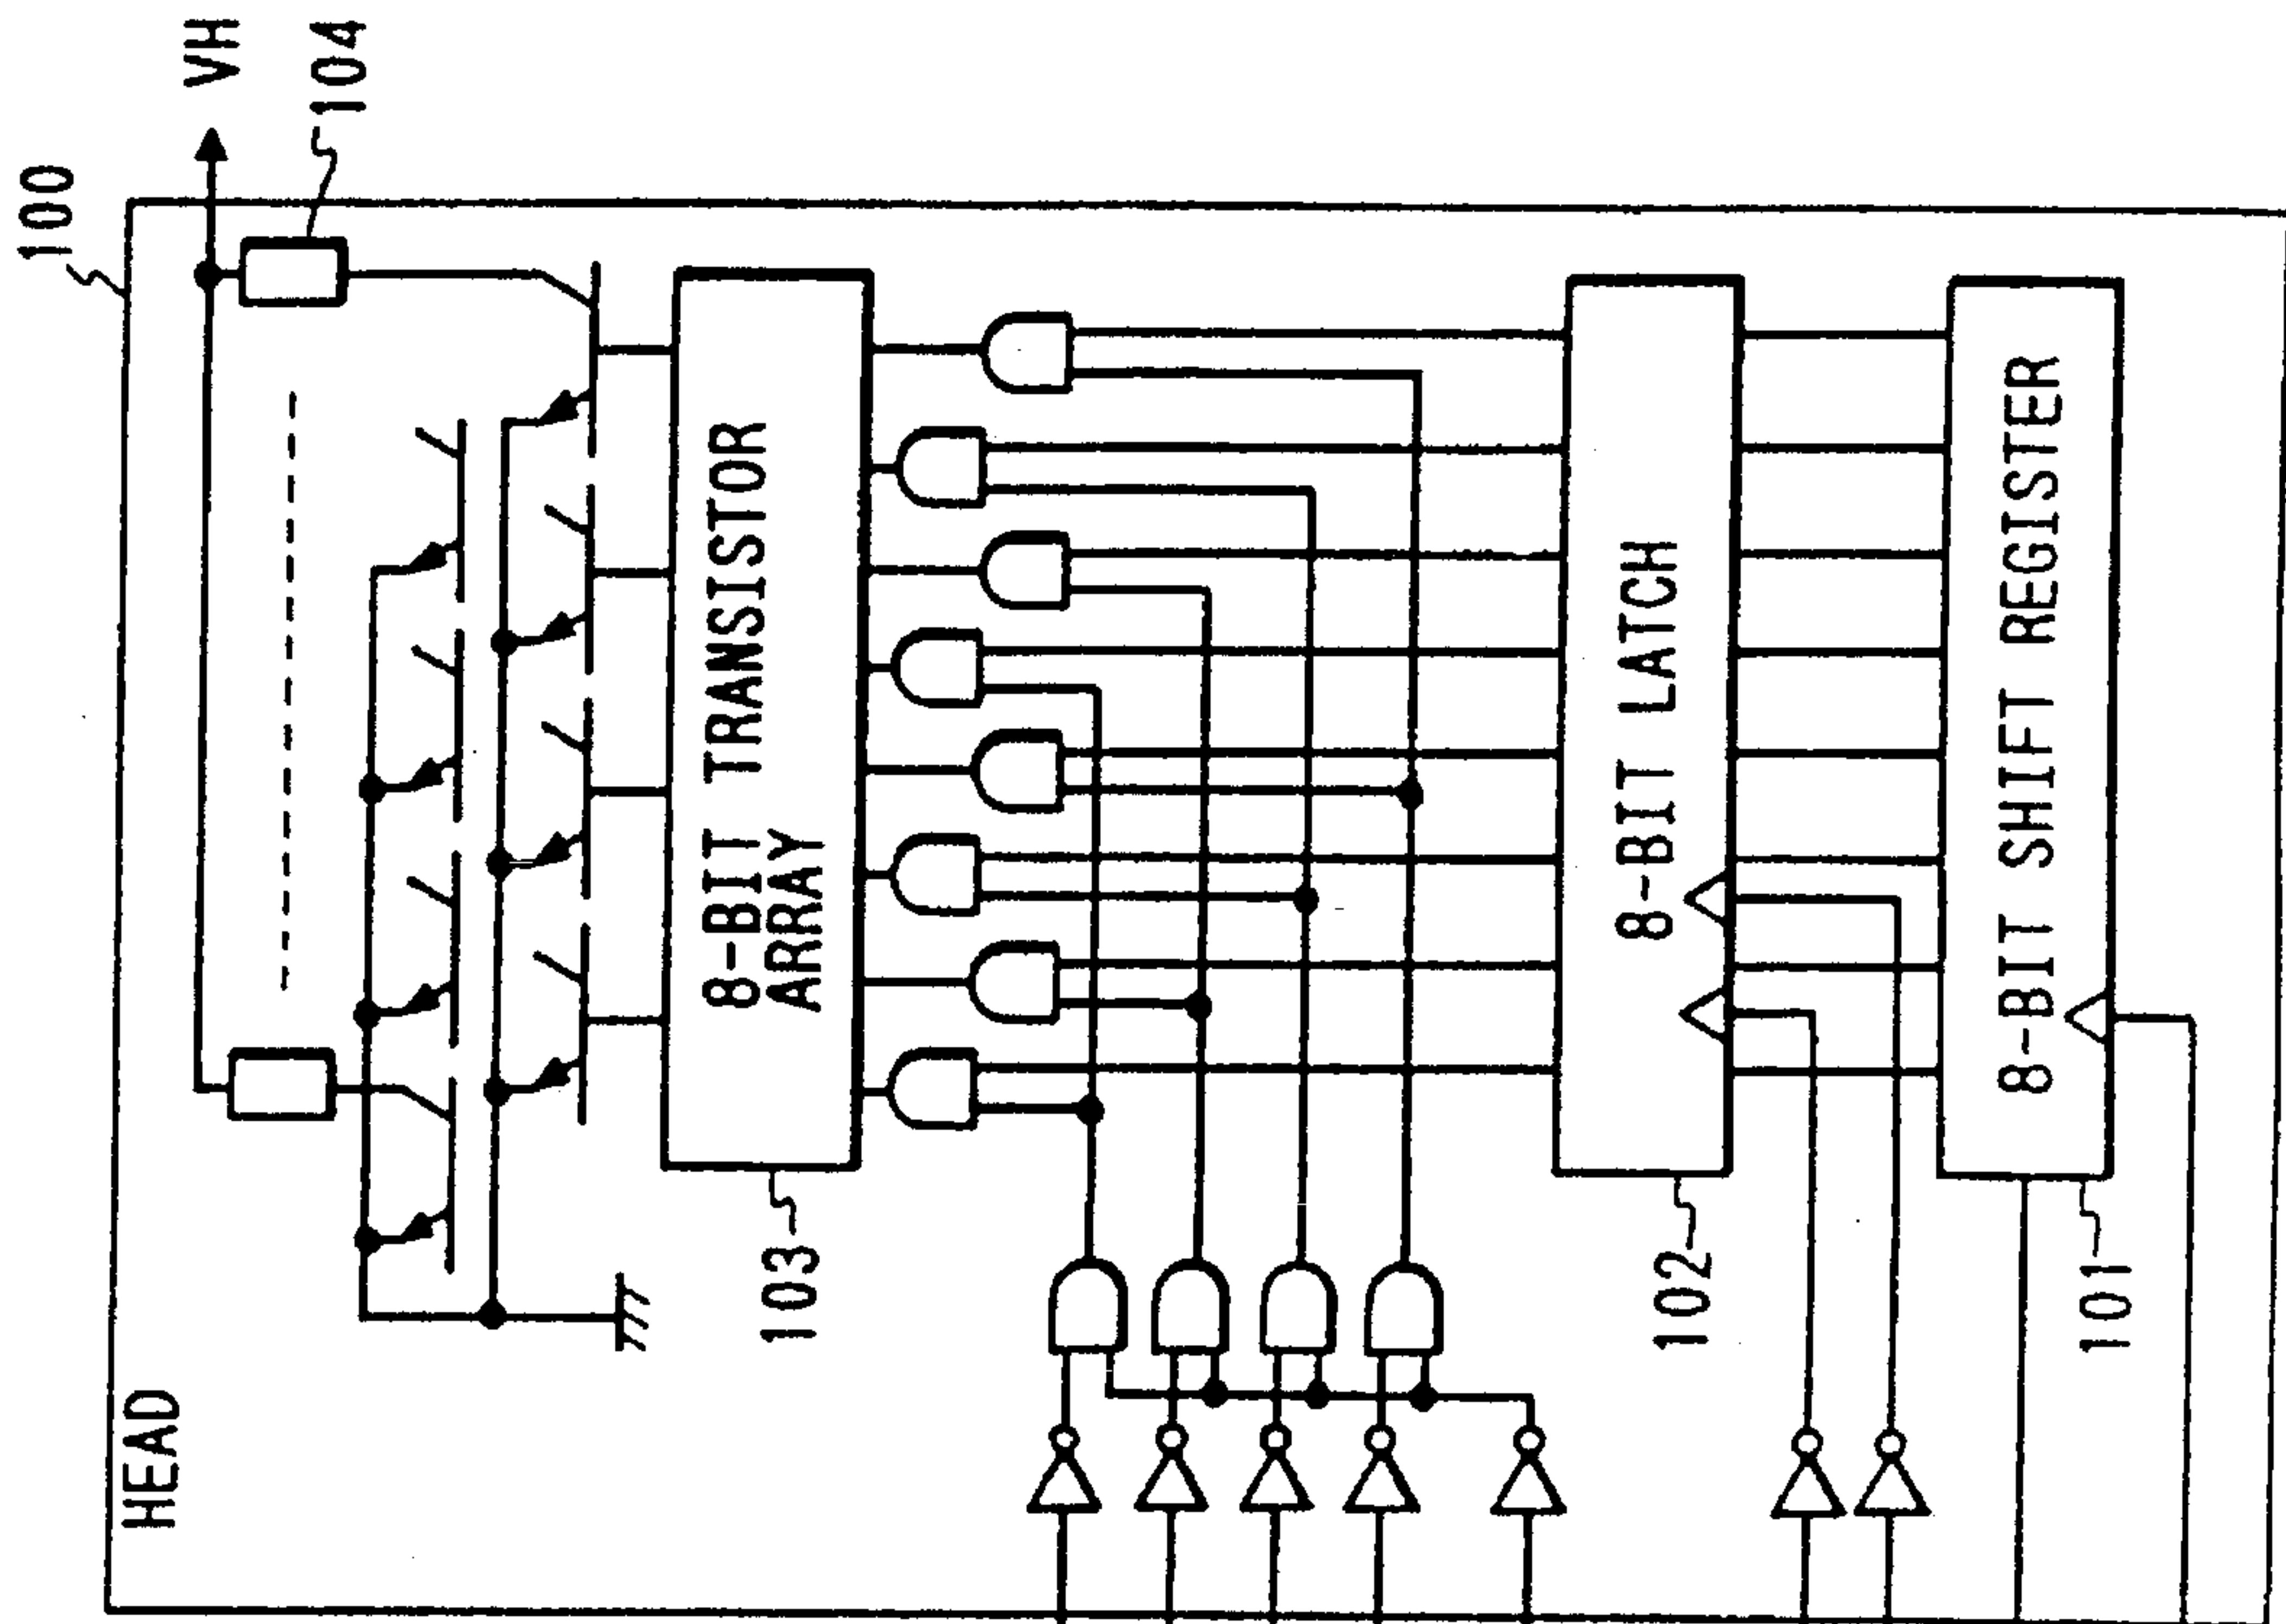 HEAD
100
VH
104
8-BIT TRANSISTOR
ARRAY
103
8-BIT LATCH
102
8-BIT SHIFT REGISTER
101